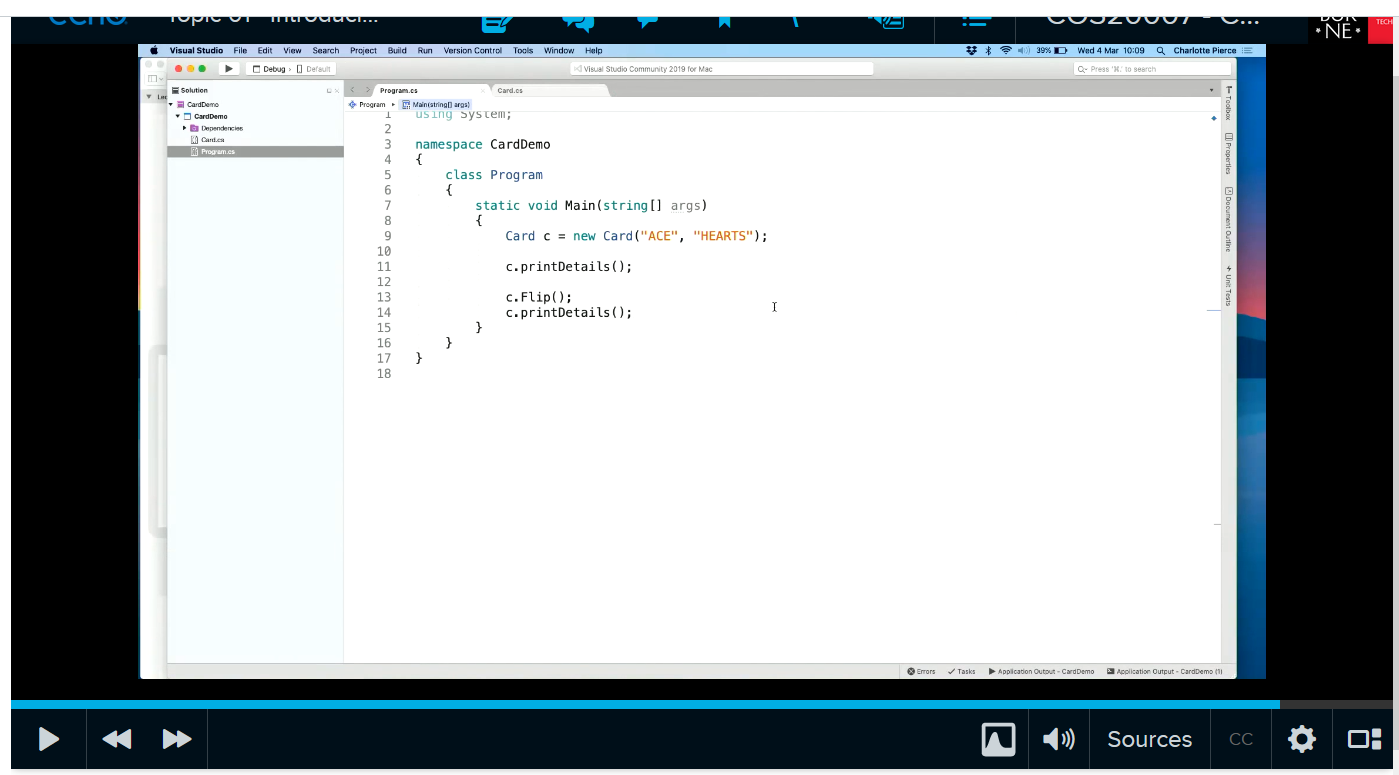 Visual Studio File Edit View Search Project Build Run Version Control Tools Window Help 39% Wed 4 Mar 10:09 Charlotte Pierce
Debug › Default Visual Studio Community 2019 for Mac Press '⌘.' to search
Solution
CardDemo
CardDemo
Dependencies
Card.cs
Program.cs
Program.cs Card.cs
Program Main(string[] args)
1 using System;
2
3 namespace CardDemo
4 {
5 class Program
6 {
7 static void Main(string[] args)
8 {
9 Card c = new Card("ACE", "HEARTS");
10
11 c.printDetails();
12
13 c.Flip();
14 c.printDetails();
15 }
16 }
17 }
18
Toolbox
Properties
Document Outline
Unit Tests
Errors Tasks Application Output - CardDemo Application Output - CardDemo (1)
NE
TECH
Sources CC